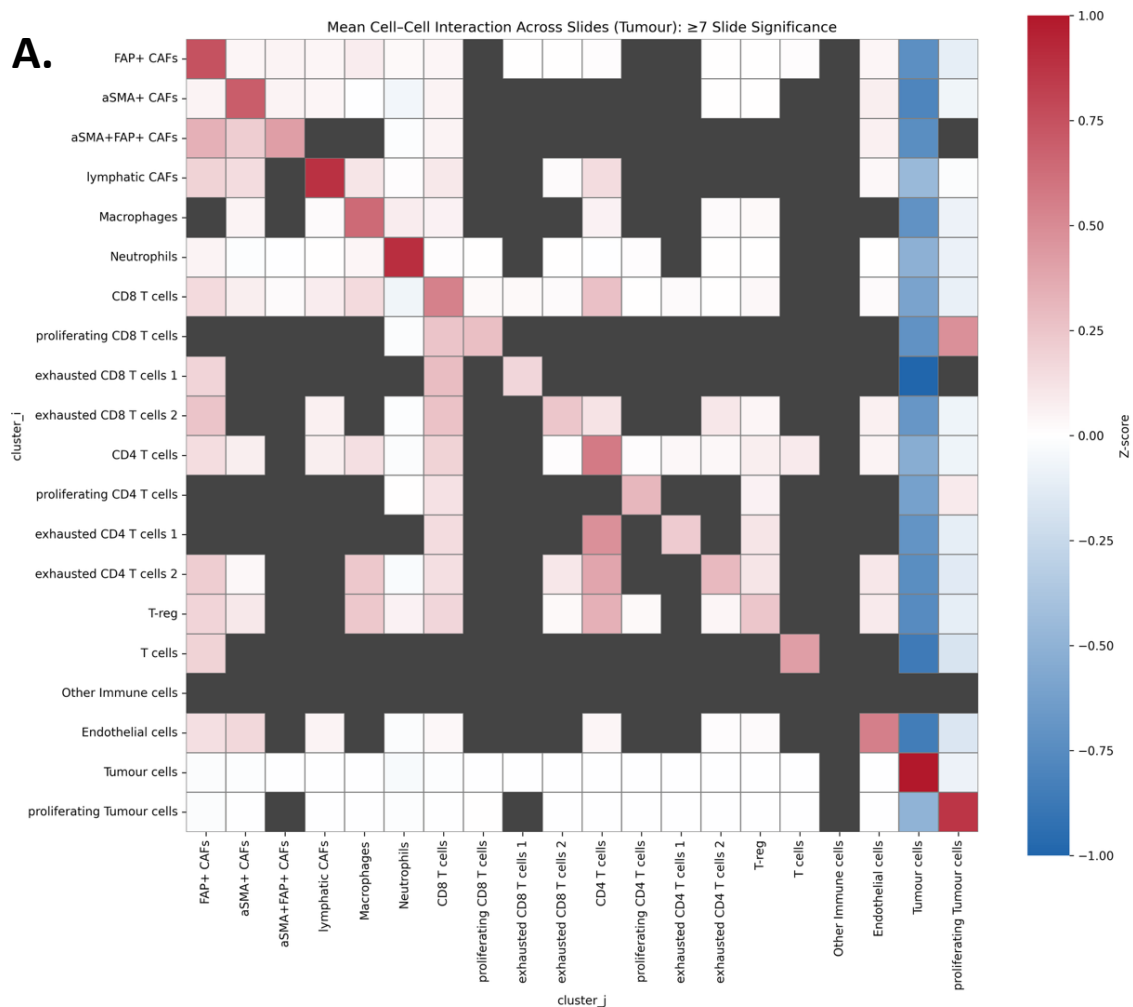 A.
Mean Cell–Cell Interaction Across Slides (Tumour): ≥7 Slide Significance
cluster_i
FAP+ CAFs
aSMA+ CAFs
aSMA+FAP+ CAFs
lymphatic CAFs
Macrophages
Neutrophils
CD8 T cells
proliferating CD8 T cells
exhausted CD8 T cells 1
exhausted CD8 T cells 2
CD4 T cells
proliferating CD4 T cells
exhausted CD4 T cells 1
exhausted CD4 T cells 2
T-reg
T cells
Other Immune cells
Endothelial cells
Tumour cells
proliferating Tumour cells
FAP+ CAFs
aSMA+ CAFs
aSMA+FAP+ CAFs
lymphatic CAFs
Macrophages
Neutrophils
CD8 T cells
proliferating CD8 T cells
exhausted CD8 T cells 1
exhausted CD8 T cells 2
CD4 T cells
proliferating CD4 T cells
exhausted CD4 T cells 1
exhausted CD4 T cells 2
T-reg
T cells
Other Immune cells
Endothelial cells
Tumour cells
proliferating Tumour cells
cluster_j
1.00
0.75
0.50
0.25
0.00
−0.25
−0.50
−0.75
−1.00
Z-score